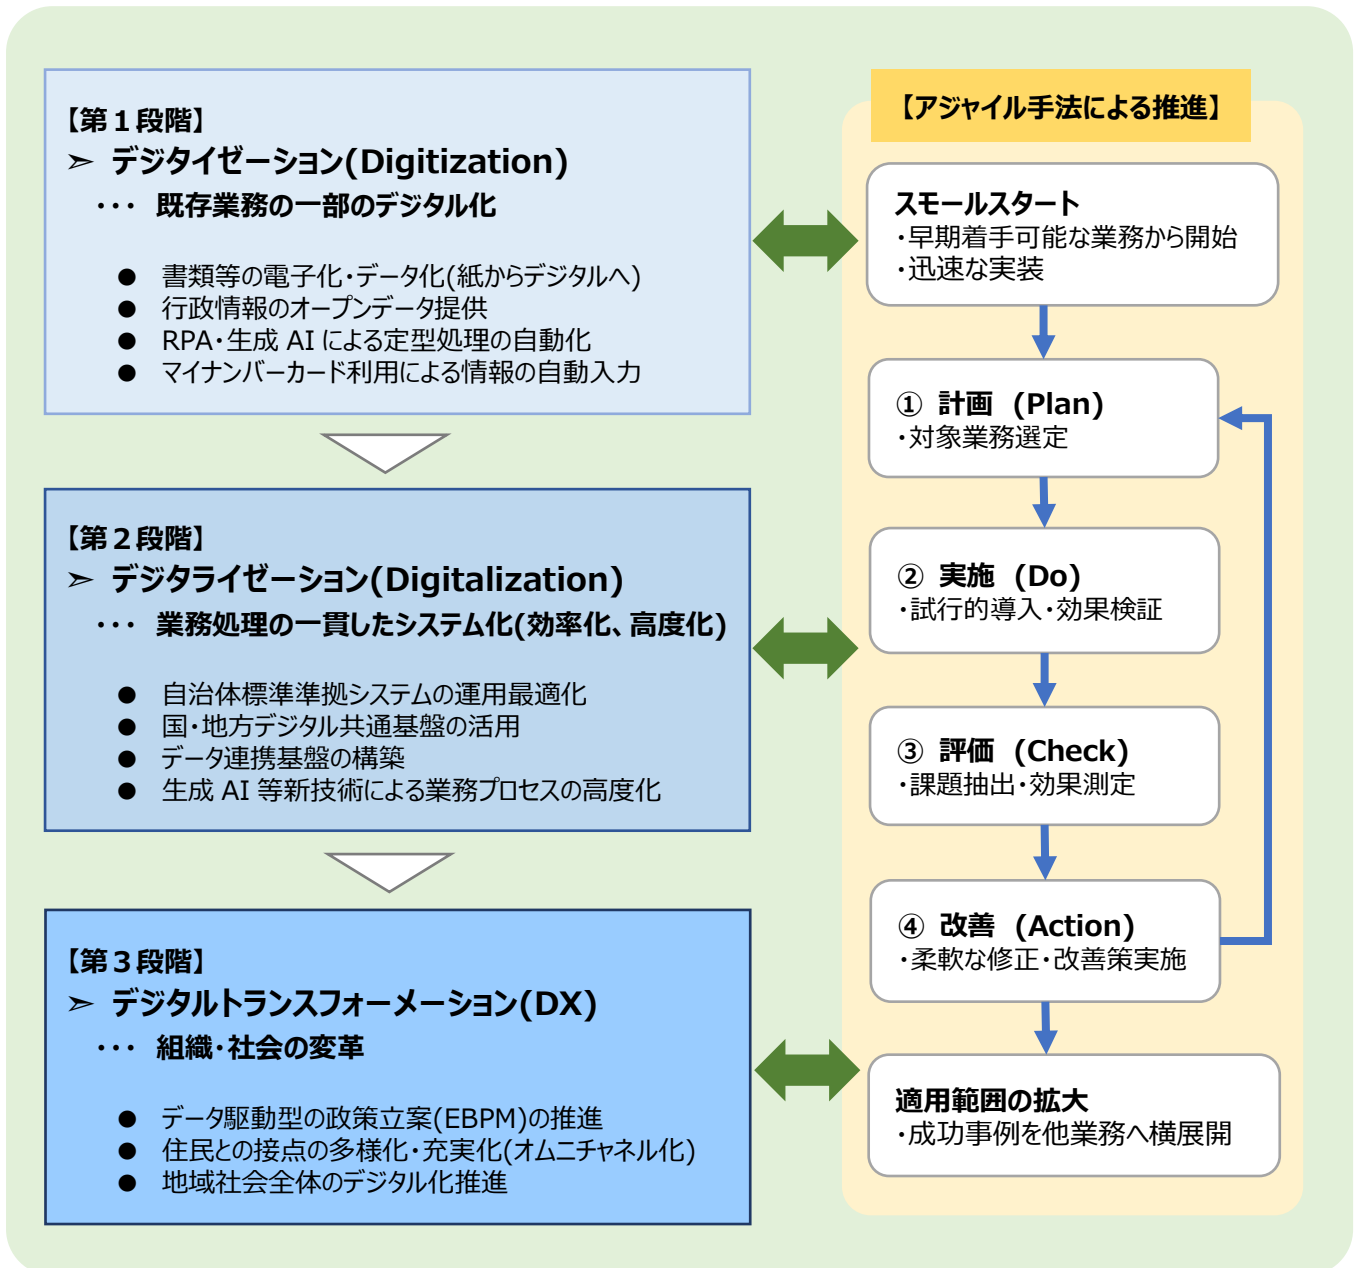 【第１段階】
➣ デジタイゼーション(Digitization)
・・・ 既存業務の一部のデジタル化
● 書類等の電子化・データ化(紙からデジタルへ)
● 行政情報のオープンデータ提供
● RPA・生成 AI による定型処理の自動化
● マイナンバーカード利用による情報の自動入力
【第２段階】
➣ デジタライゼーション(Digitalization)
・・・ 業務処理の一貫したシステム化(効率化、高度化)
● 自治体標準準拠システムの運用最適化
● 国・地方デジタル共通基盤の活用
● データ連携基盤の構築
● 生成 AI 等新技術による業務プロセスの高度化
【第３段階】
➣ デジタルトランスフォーメーション(DX)
・・・ 組織・社会の変革
● データ駆動型の政策立案(EBPM)の推進
● 住民との接点の多様化・充実化(オムニチャネル化)
● 地域社会全体のデジタル化推進
【アジャイル手法による推進】
スモールスタート
・早期着手可能な業務から開始
・迅速な実装
① 計画 (Plan)
・対象業務選定
② 実施 (Do)
・試行的導入・効果検証
③ 評価 (Check)
・課題抽出・効果測定
④ 改善 (Action)
・柔軟な修正・改善策実施
適用範囲の拡大
・成功事例を他業務へ横展開